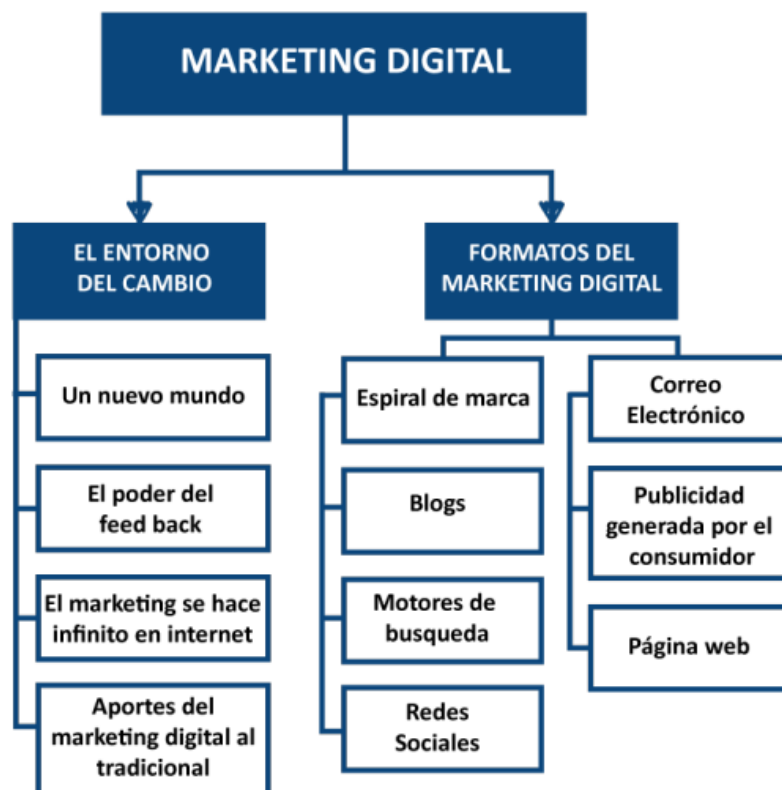 MARKETING DIGITAL
EL ENTORNO
DEL CAMBIO
Un nuevo mundo
El poder del
feed back
El marketing se hace
infinito en internet
Aportes del
marketing digital al
tradicional
FORMATOS DEL
MARKETING DIGITAL
Espiral de marca
Blogs
Motores de
busqueda
Redes
Sociales
Correo
Electrónico
Publicidad
generada por el
consumidor
Página web